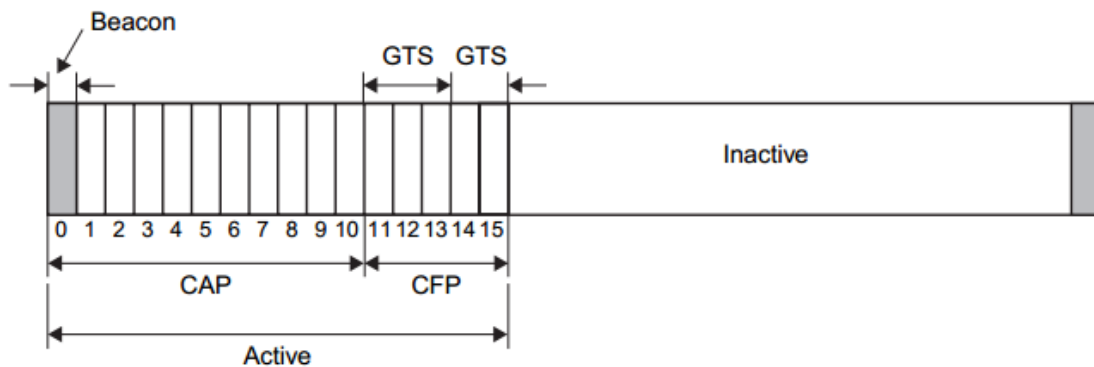 Beacon
GTS GTS
Inactive
0 1 2 3 4 5 6 7 8 9 10 11 12 13 14 15
CAP CFP
Active